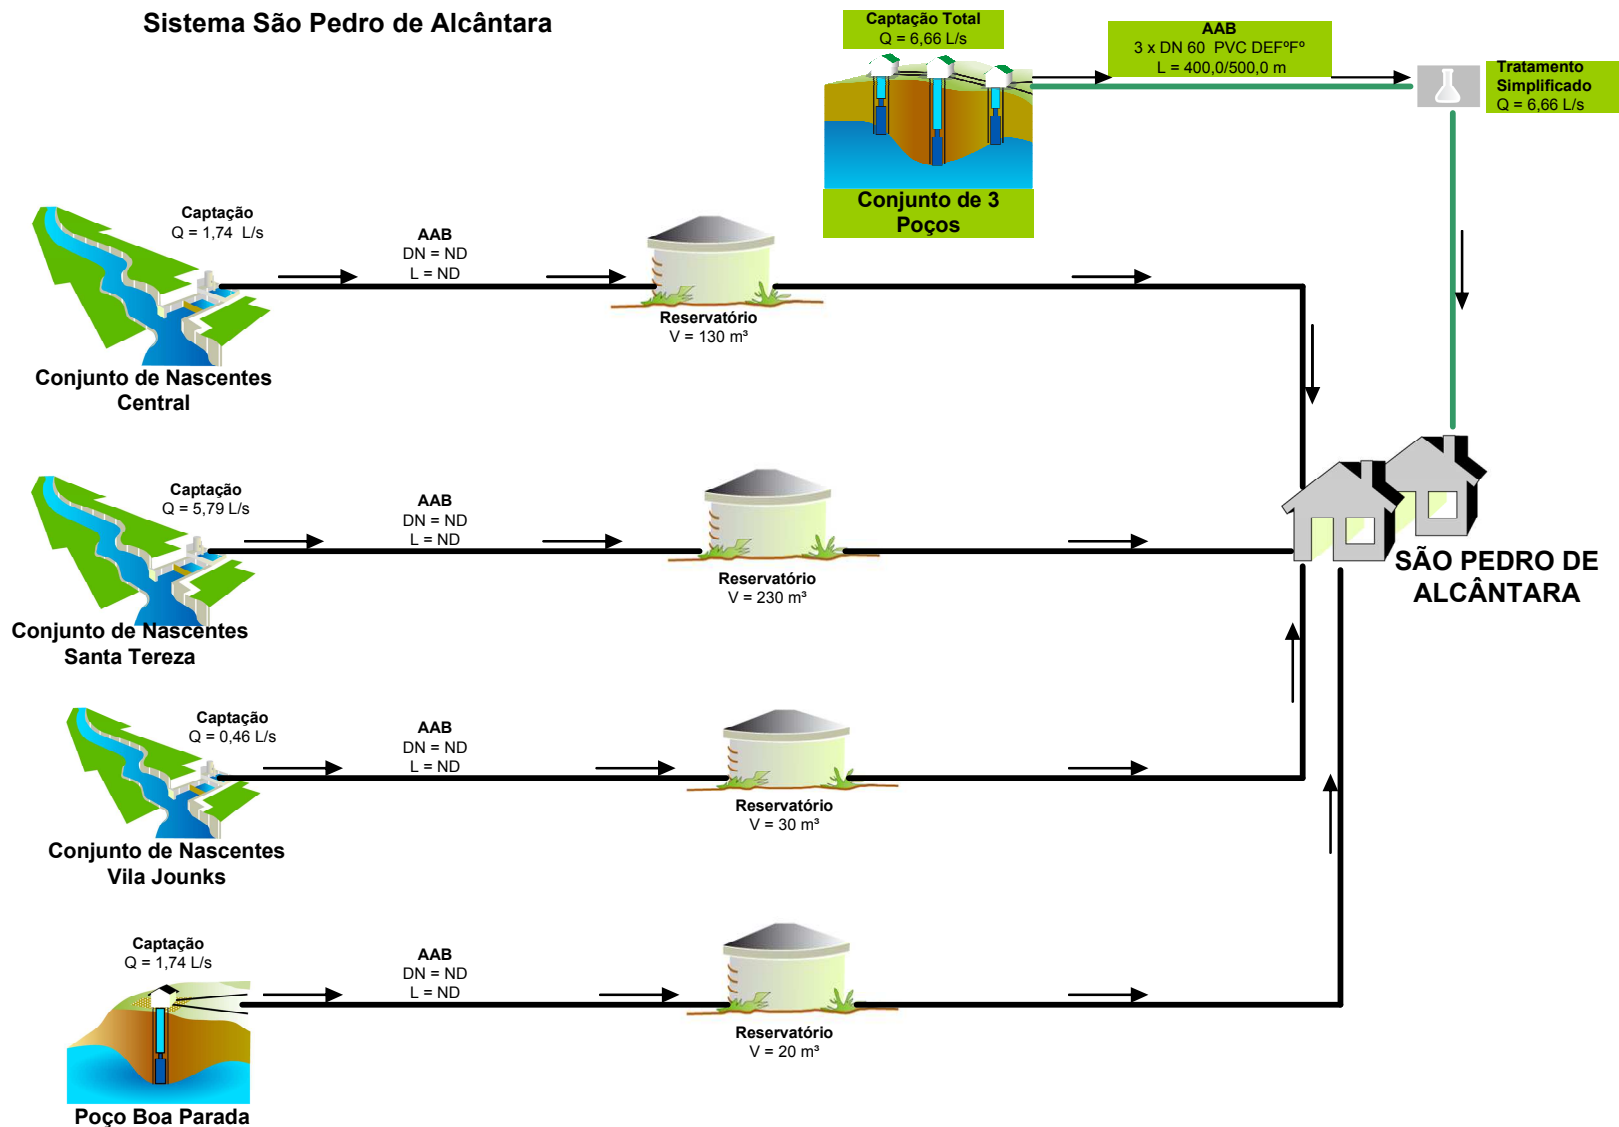 Sistema São Pedro de Alcântara
Captação Total
Q = 6,66 L/s
AAB
3 x DN 60  PVC DEFºFº
L = 400,0/500,0 m
Tratamento
Simplificado
Q = 6,66 L/s
Conjunto de 3
Poços
Captação
Q = 1,74  L/s
AAB
DN = ND
L = ND
Reservatório
V = 130 m³
Conjunto de Nascentes
Central
Captação
Q = 5,79 L/s
AAB
DN = ND
L = ND
Reservatório
V = 230 m³
SÃO PEDRO DE
ALCÂNTARA
Conjunto de Nascentes
Santa Tereza
Captação
Q = 0,46 L/s
AAB
DN = ND
L = ND
Reservatório
V = 30 m³
Conjunto de Nascentes
Vila Jounks
Captação
Q = 1,74 L/s
AAB
DN = ND
L = ND
Reservatório
V = 20 m³
Poço Boa Parada